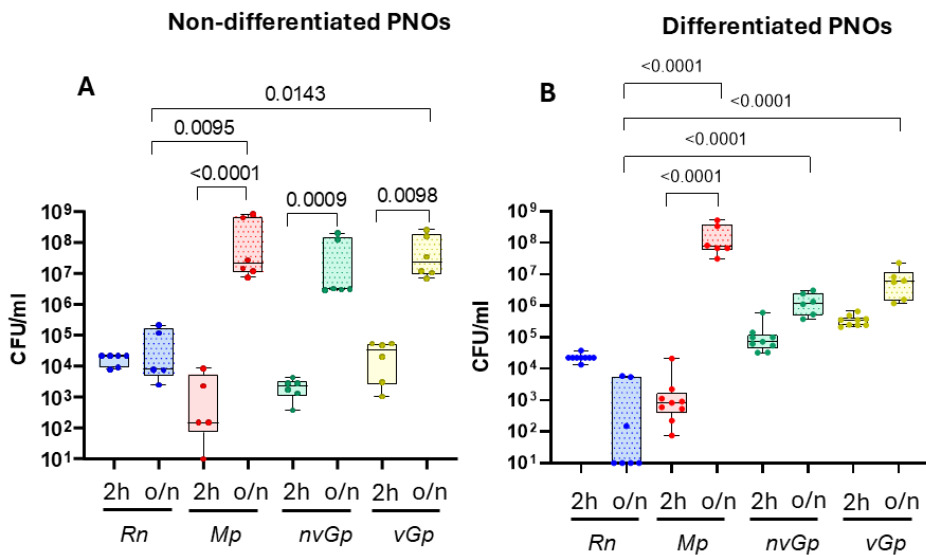 Non-differentiated PNOs
A
0.0143
0.0095
<0.0001
0.0009
0.0098
CFU/ml
10⁹
10⁸
10⁷
10⁶
10⁵
10⁴
10³
10²
10¹
2h o/n 2h o/n 2h o/n 2h o/n
Rn Mp nvGp vGp
Differentiated PNOs
B
<0.0001
<0.0001
<0.0001
<0.0001
CFU/ml
10⁹
10⁸
10⁷
10⁶
10⁵
10⁴
10³
10²
10¹
2h o/n 2h o/n 2h o/n 2h o/n
Rn Mp nvGp vGp